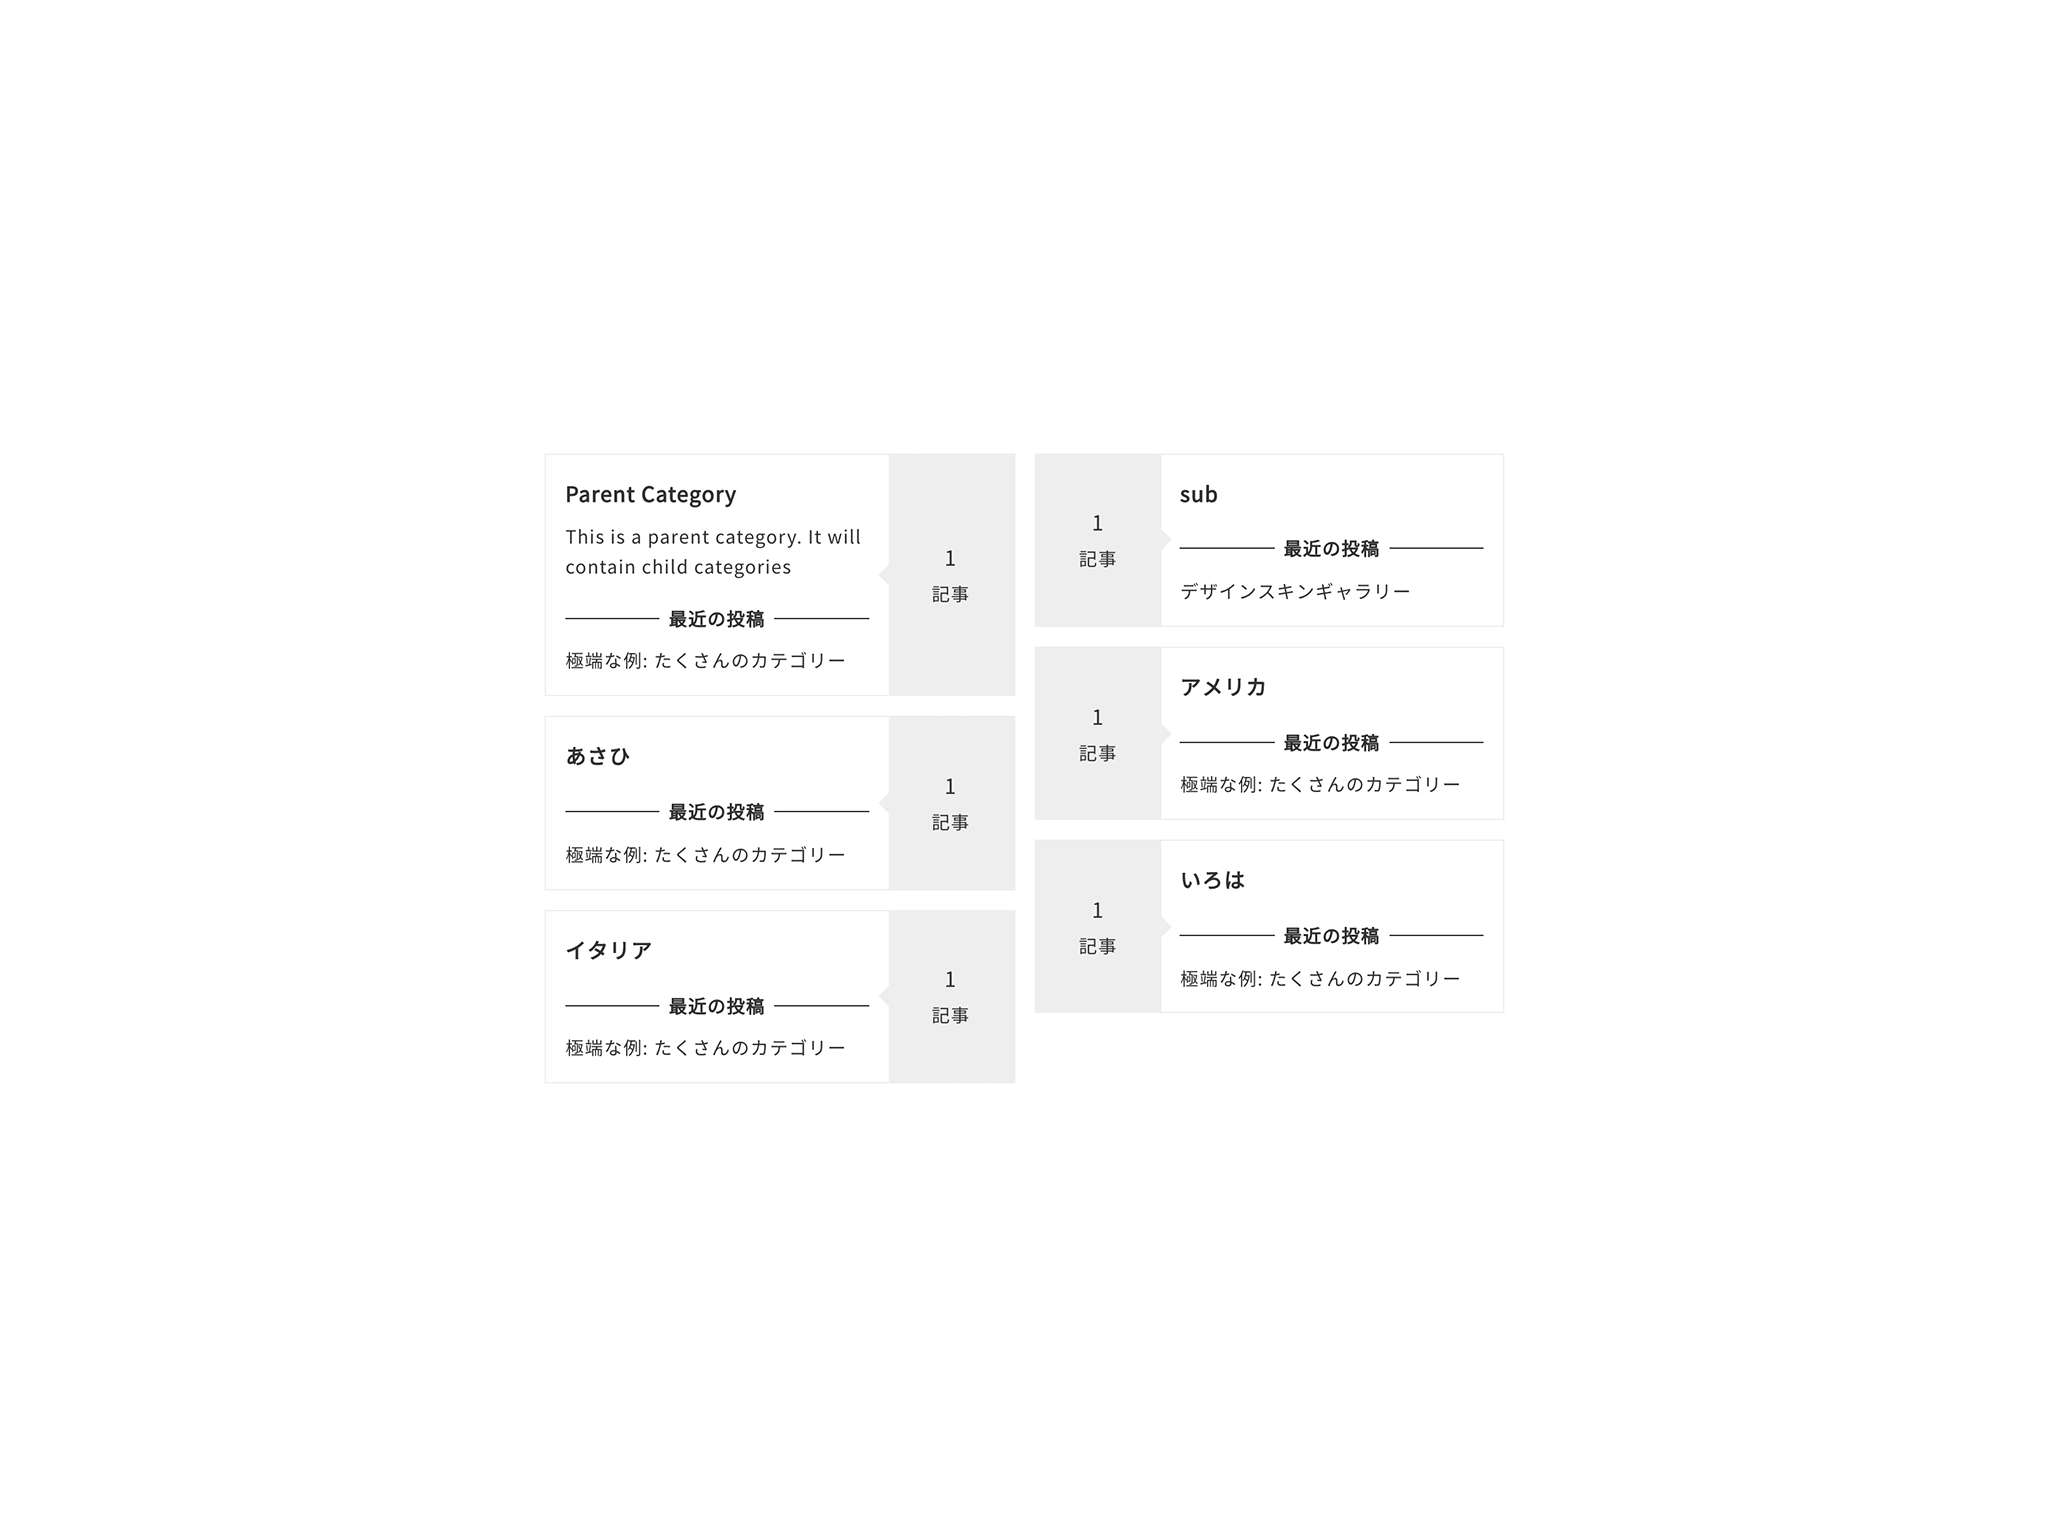 Parent Category
This is a parent category. It will
contain child categories
最近の投稿
極端な例: たくさんのカテゴリー
1
記事
あさひ
最近の投稿
極端な例: たくさんのカテゴリー
1
記事
イタリア
最近の投稿
極端な例: たくさんのカテゴリー
1
記事
1
記事
sub
最近の投稿
デザインスキンギャラリー
1
記事
アメリカ
最近の投稿
極端な例: たくさんのカテゴリー
1
記事
いろは
最近の投稿
極端な例: たくさんのカテゴリー